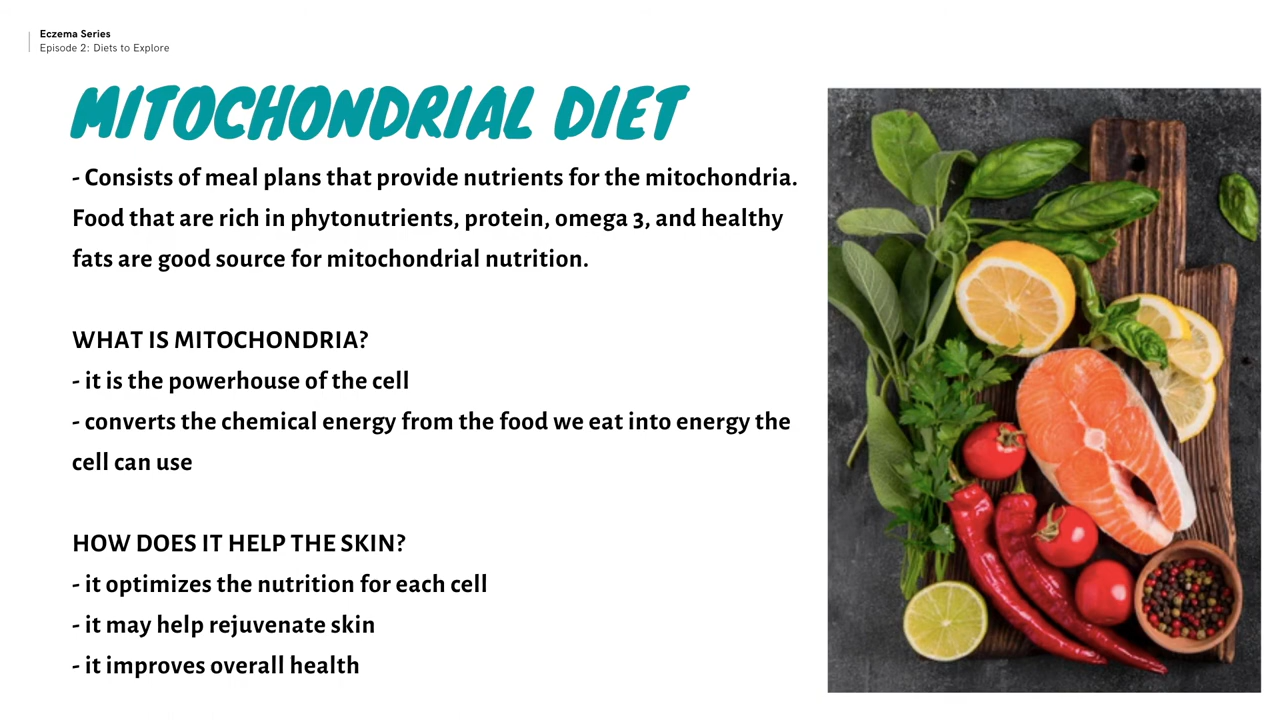 Eczema Series
Episode 2: Diets to Explore
MITOCHONDRIAL DIET
- Consists of meal plans that provide nutrients for the mitochondria.
Food that are rich in phytonutrients, protein, omega 3, and healthy
fats are good source for mitochondrial nutrition.
WHAT IS MITOCHONDRIA?
- it is the powerhouse of the cell
- converts the chemical energy from the food we eat into energy the
cell can use
HOW DOES IT HELP THE SKIN?
- it optimizes the nutrition for each cell
- it may help rejuvenate skin
- it improves overall health